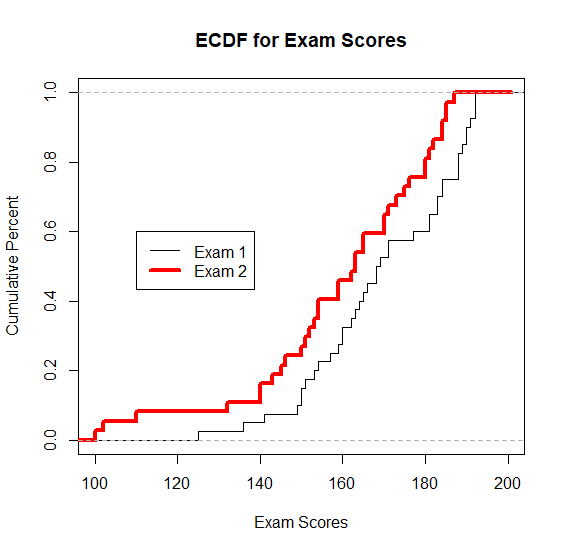 ECDF for Exam Scores
Cumulative Percent
1.0
0.8
0.6
0.4
0.2
0.0
Exam 1
Exam 2
100 120 140 160 180 200
Exam Scores